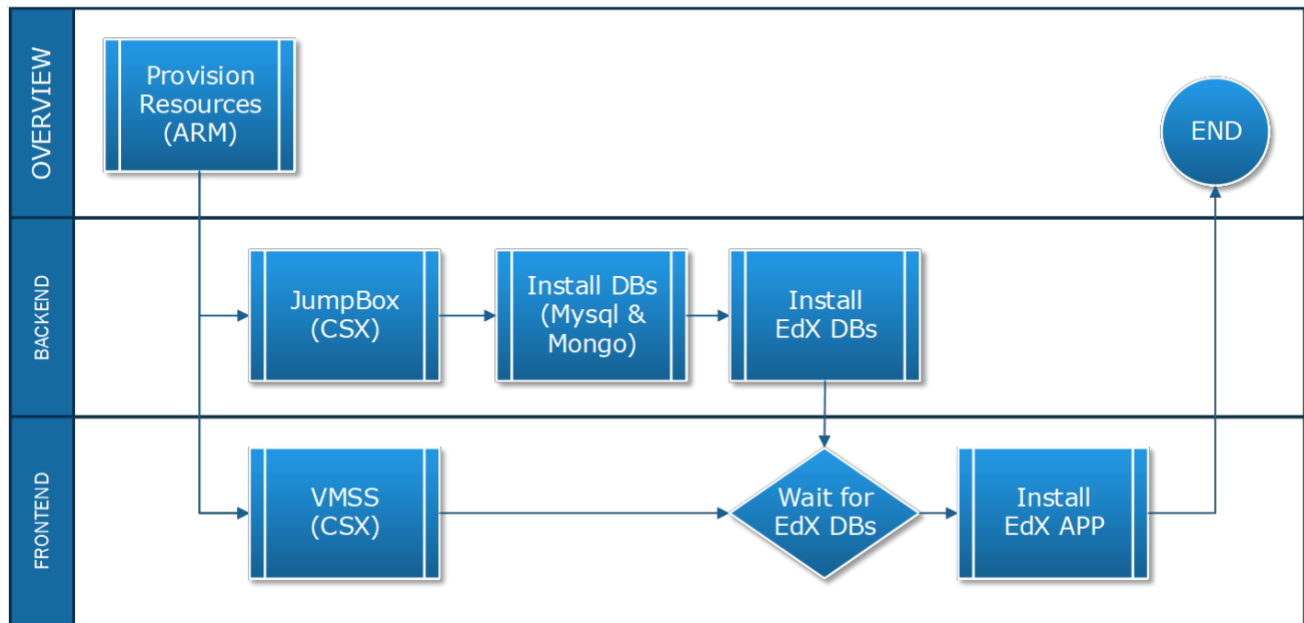 OVERVIEW
Provision
Resources
(ARM)
END
BACKEND
JumpBox
(CSX)
Install DBs
(Mysql &
Mongo)
Install
EdX DBs
FRONTEND
VMSS
(CSX)
Wait for
EdX DBs
Install
EdX APP